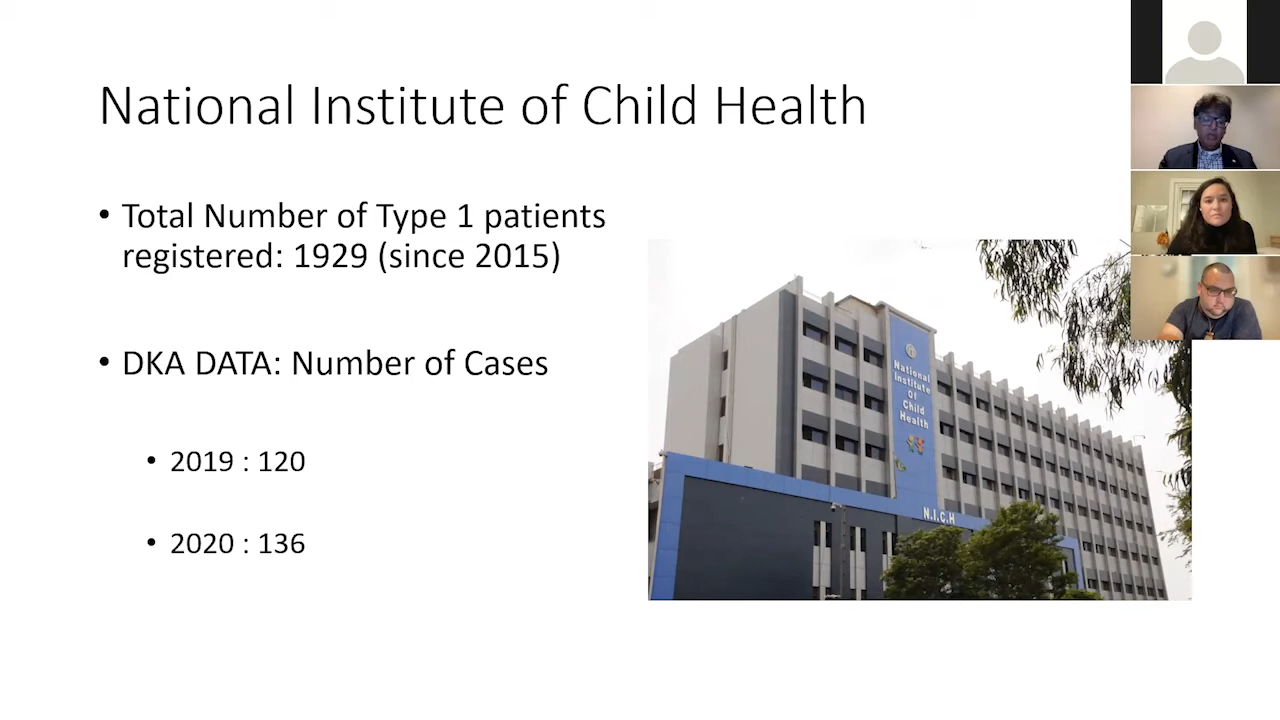 National Institute of Child Health
• Total Number of Type 1 patients
registered: 1929 (since 2015)
• DKA DATA: Number of Cases
• 2019 : 120
• 2020 : 136
National
Institute
Of
Child
Health
N.I.C.H